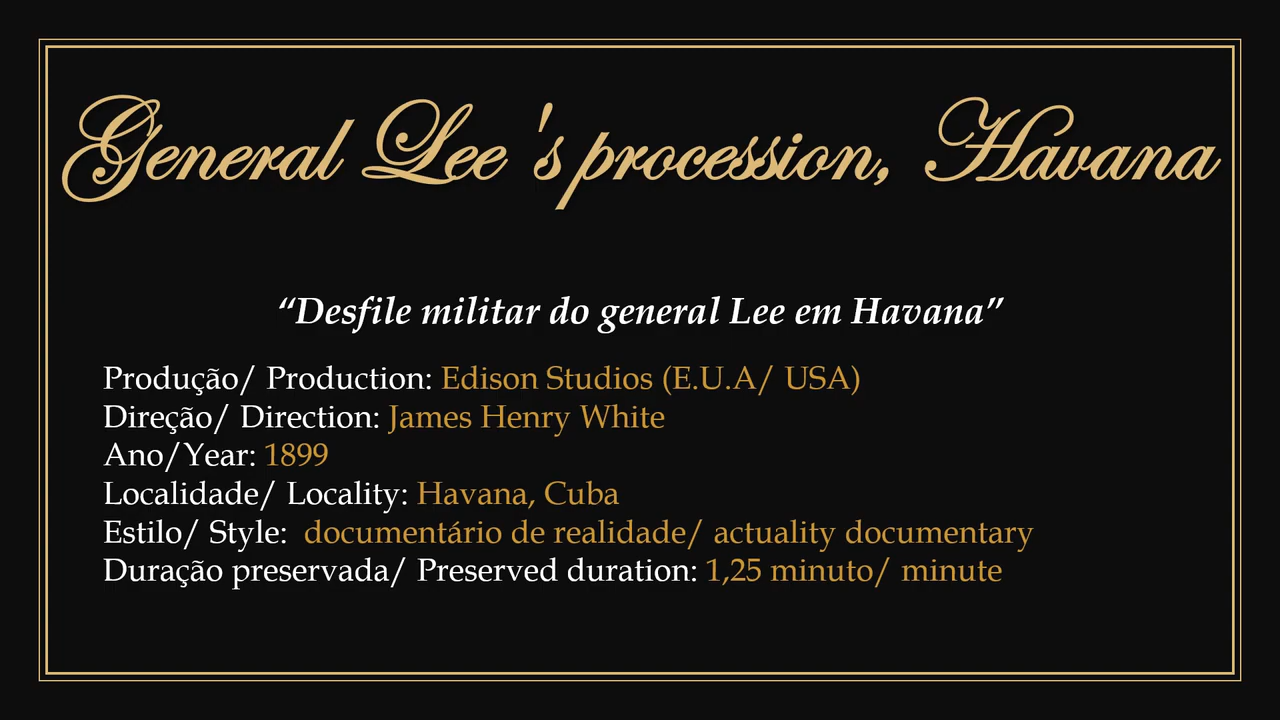 General Lee 's procession, Havana
“Desfile militar do general Lee em Havana”
Produção/ Production: Edison Studios (E.U.A/ USA)
Direção/ Direction: James Henry White
Ano/Year: 1899
Localidade/ Locality: Havana, Cuba
Estilo/ Style:  documentário de realidade/ actuality documentary
Duração preservada/ Preserved duration: 1,25 minuto/ minute